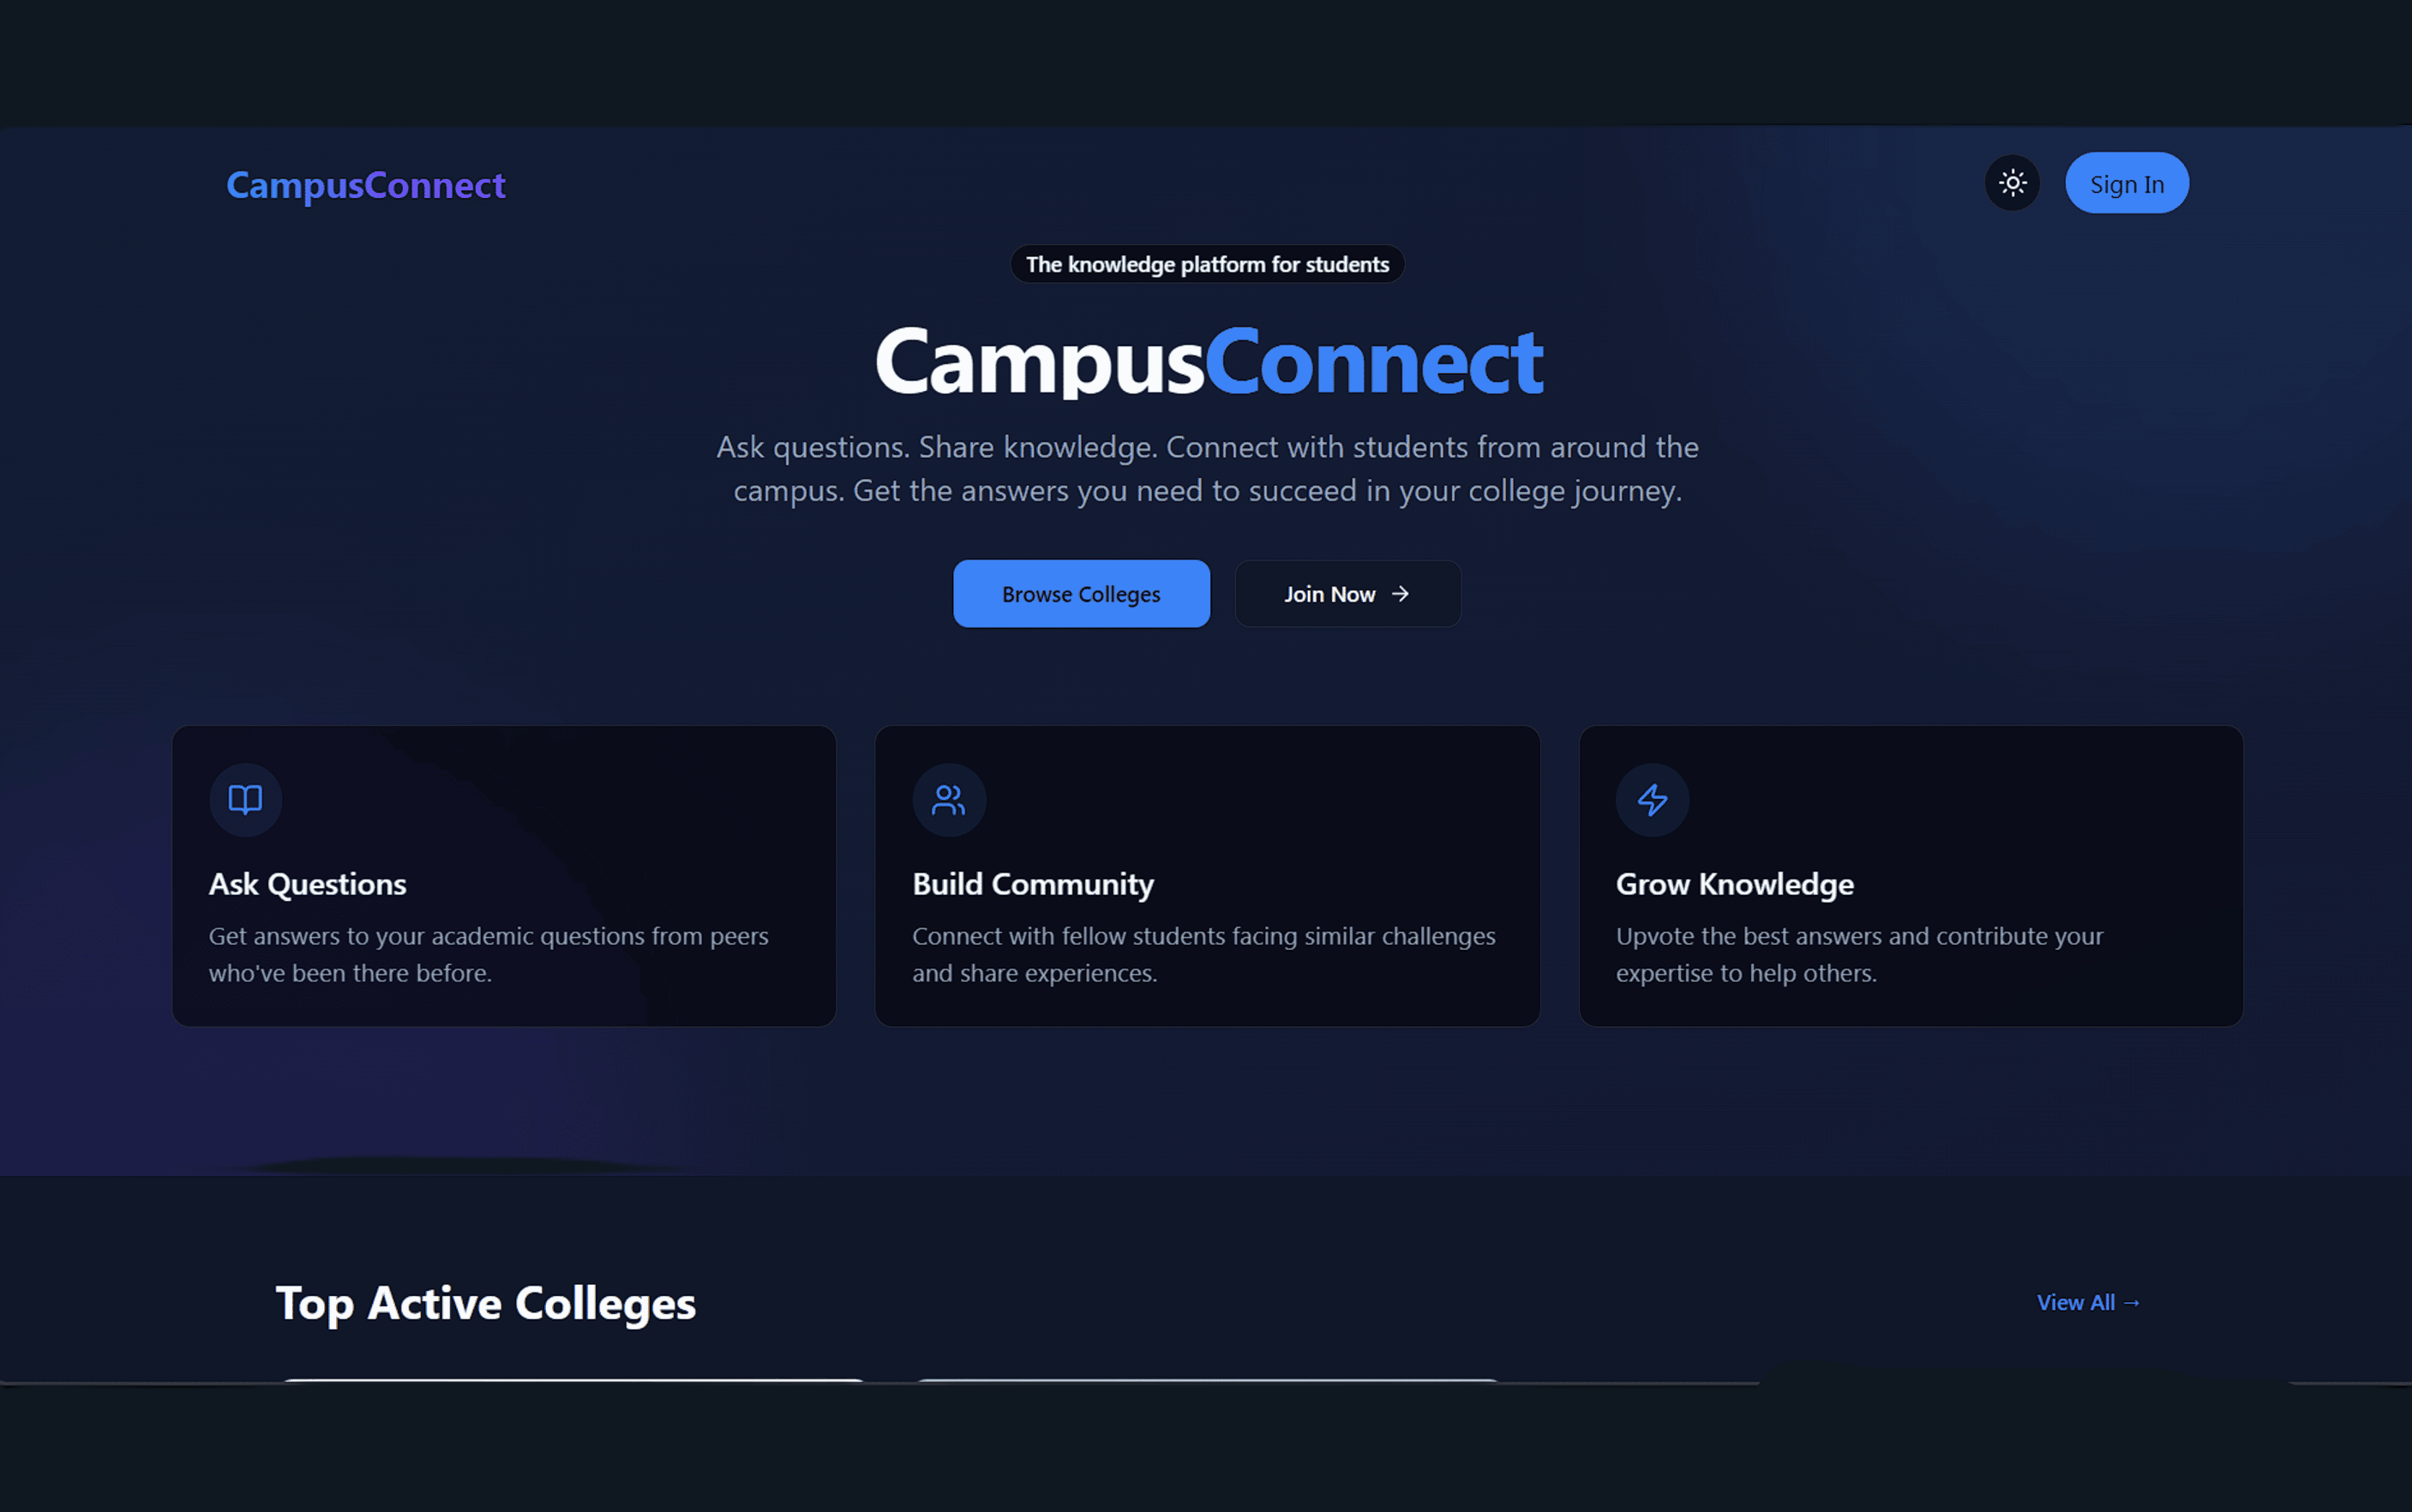 CampusConnect
Sign In
The knowledge platform for students
CampusConnect
Ask questions. Share knowledge. Connect with students from around the
campus. Get the answers you need to succeed in your college journey.
Browse Colleges
Join Now →
Ask Questions
Get answers to your academic questions from peers
who've been there before.
Build Community
Connect with fellow students facing similar challenges
and share experiences.
Grow Knowledge
Upvote the best answers and contribute your
expertise to help others.
Top Active Colleges
View All →